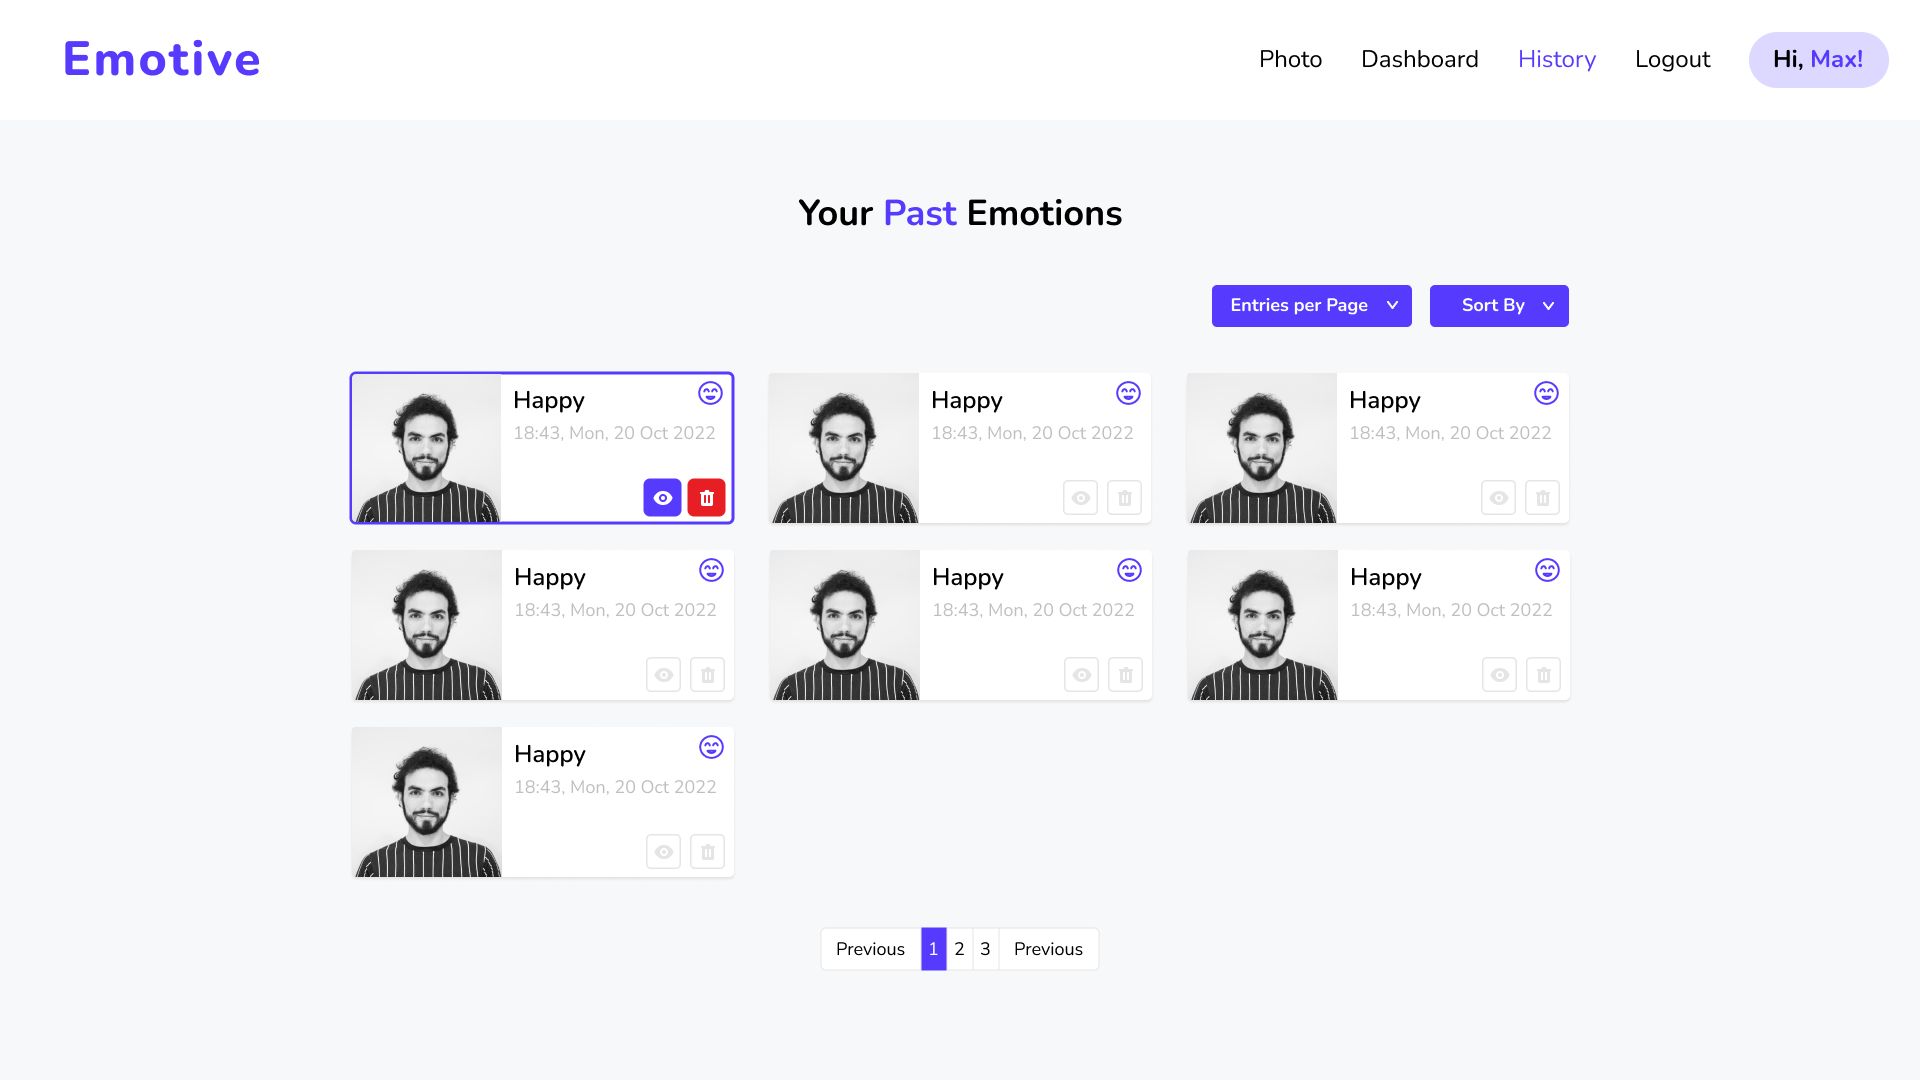 Emotive
Photo
Dashboard
History
Logout
Hi, Max!
Your Past Emotions
Entries per Page
Sort By
Happy
18:43, Mon, 20 Oct 2022
Happy
18:43, Mon, 20 Oct 2022
Happy
18:43, Mon, 20 Oct 2022
Happy
18:43, Mon, 20 Oct 2022
Happy
18:43, Mon, 20 Oct 2022
Happy
18:43, Mon, 20 Oct 2022
Happy
18:43, Mon, 20 Oct 2022
Previous 1 2 3 Previous